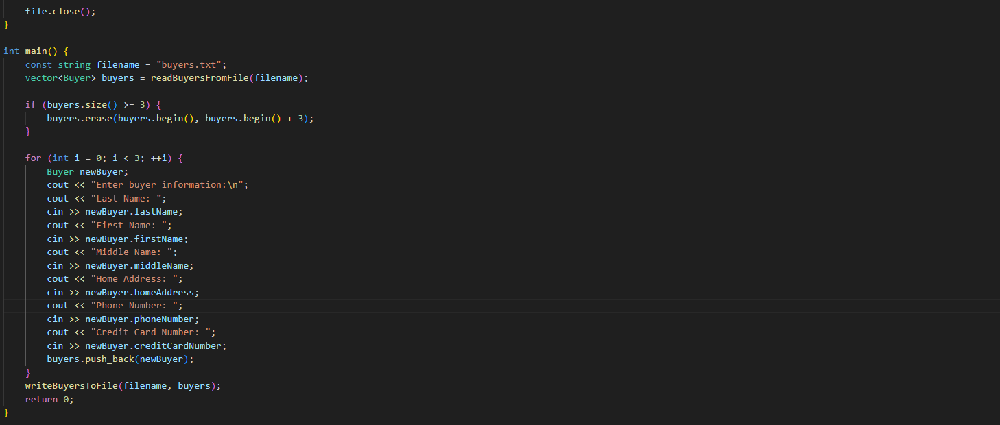 file.close();
}

int main() {
    const string filename = "buyers.txt";
    vector<Buyer> buyers = readBuyersFromFile(filename);

    if (buyers.size() >= 3) {
        buyers.erase(buyers.begin(), buyers.begin() + 3);
    }

    for (int i = 0; i < 3; ++i) {
        Buyer newBuyer;
        cout << "Enter buyer information:\n";
        cout << "Last Name: ";
        cin >> newBuyer.lastName;
        cout << "First Name: ";
        cin >> newBuyer.firstName;
        cout << "Middle Name: ";
        cin >> newBuyer.middleName;
        cout << "Home Address: ";
        cin >> newBuyer.homeAddress;
        cout << "Phone Number: ";
        cin >> newBuyer.phoneNumber;
        cout << "Credit Card Number: ";
        cin >> newBuyer.creditCardNumber;
        buyers.push_back(newBuyer);
    }
    writeBuyersToFile(filename, buyers);
    return 0;
}